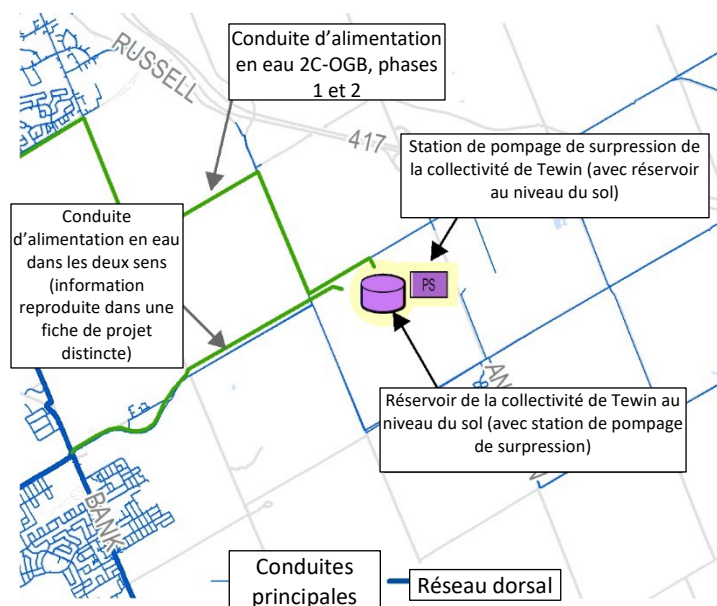 Conduite d'alimentation
en eau 2C-OGB, phases
1 et 2
RUSSELL
417
Station de pompage de surpression de
la collectivité de Tewin (avec réservoir
au niveau du sol)
Conduite
d'alimentation en eau
dans les deux sens
(information
reproduite dans une
fiche de projet
distincte)
PS
Réservoir de la collectivité de Tewin au
niveau du sol (avec station de pompage
de surpression)
BANK
Conduites
principales
Réseau dorsal